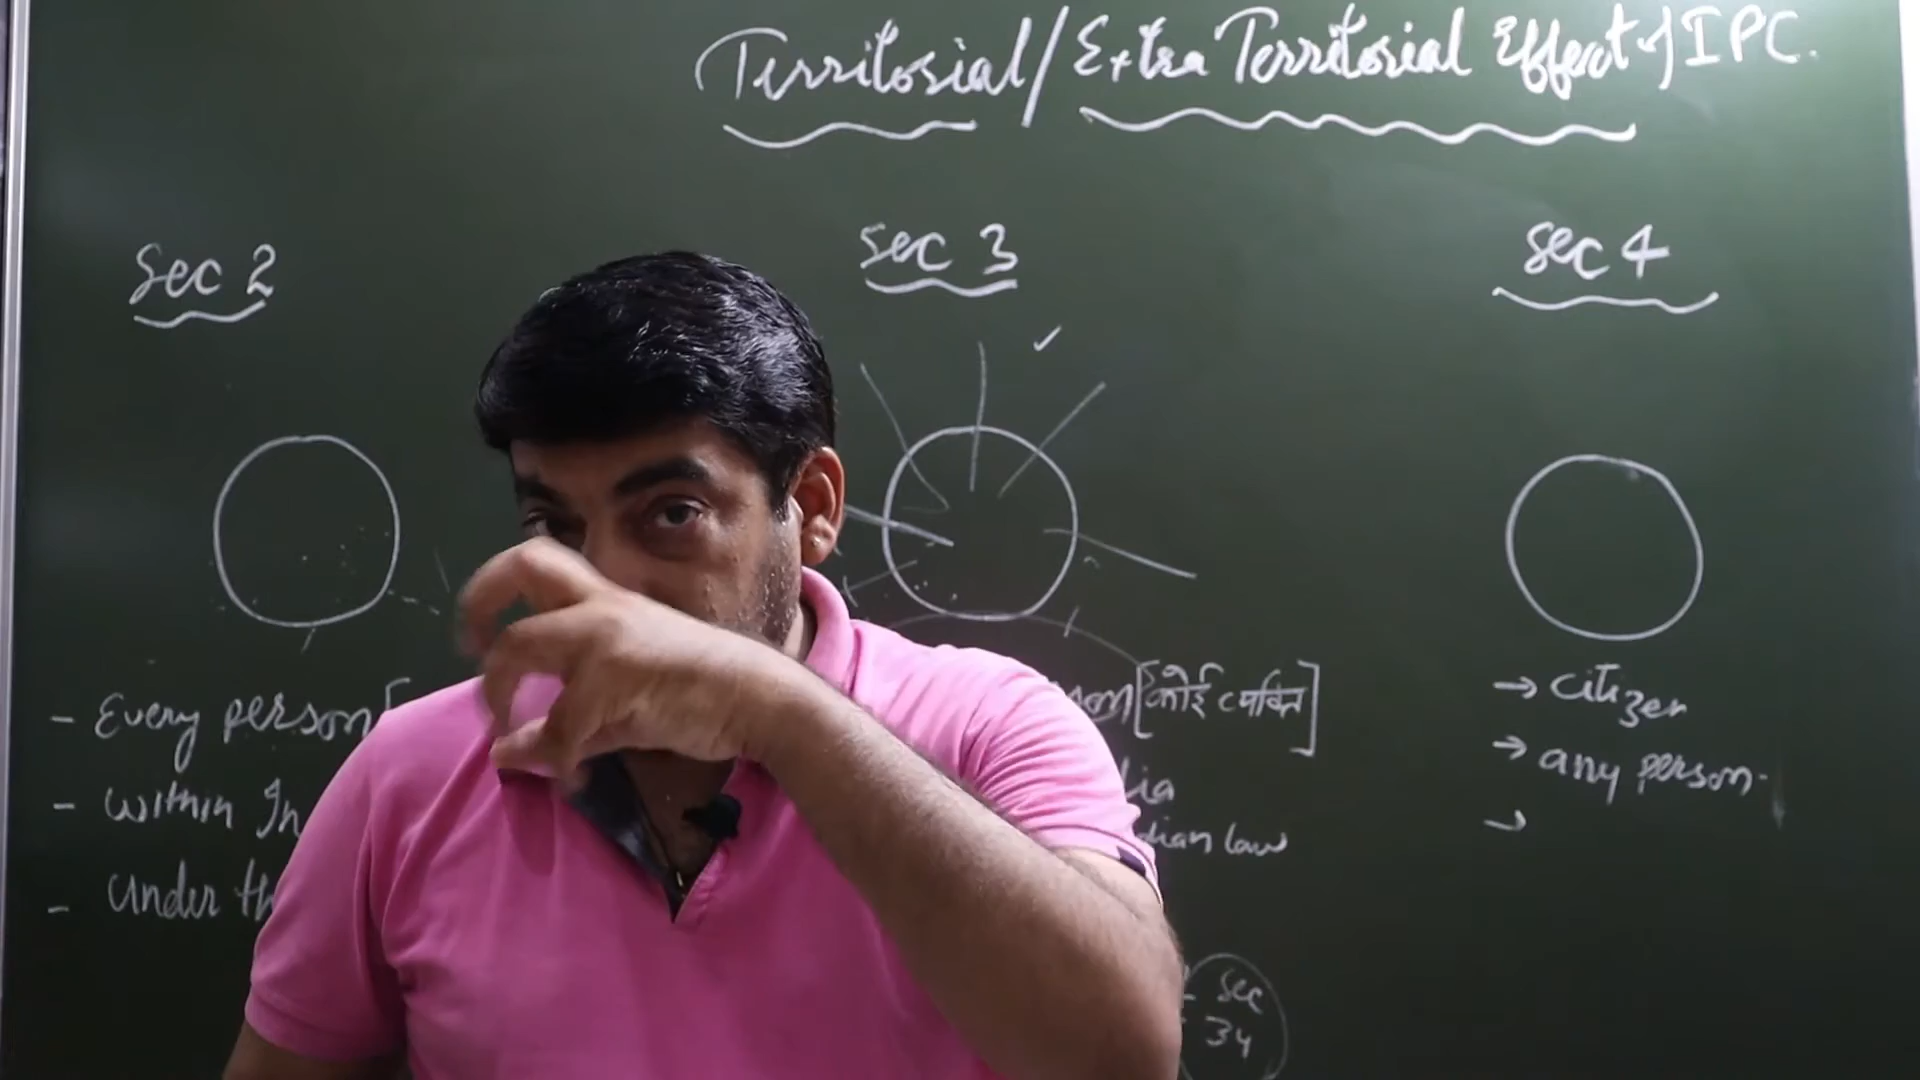 Territorial/Extra Territorial Effect of IPC.
Sec 2
Sec 3
Sec 4
- Every person [
- within In
- Under th
[कोई व्यक्ति]
dian law
→ citizen
→ any person
→
Sec
34